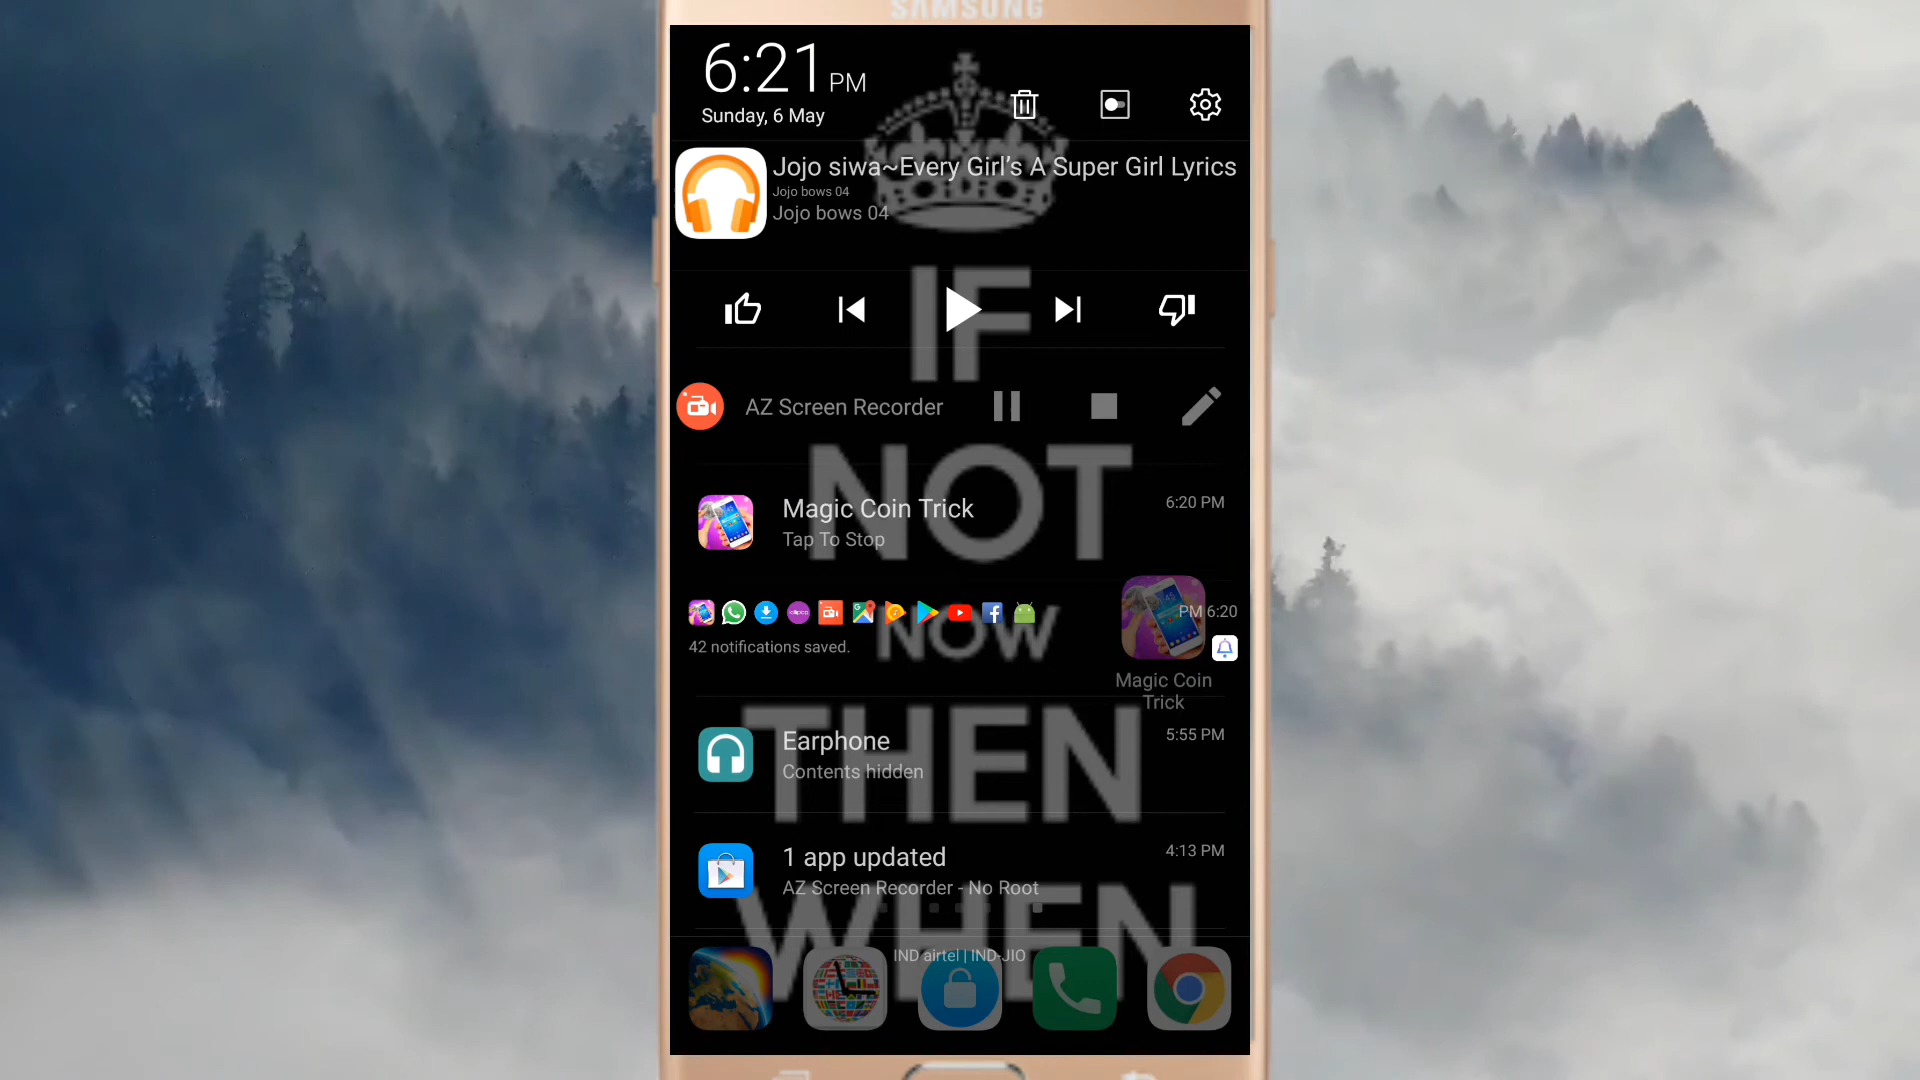 SAMSUNG
6:21 PM
Sunday, 6 May
Jojo siwa~Every Girl's A Super Girl Lyrics
Jojo bows 04
Jojo bows 04
IF
AZ Screen Recorder
NOT
Magic Coin Trick
6:20 PM
Tap To Stop
PM 6:20
NOW
42 notifications saved.
Magic Coin
Trick
THEN
Earphone
5:55 PM
Contents hidden
1 app updated
4:13 PM
AZ Screen Recorder - No Root
WHEN
IND airtel | IND-JIO